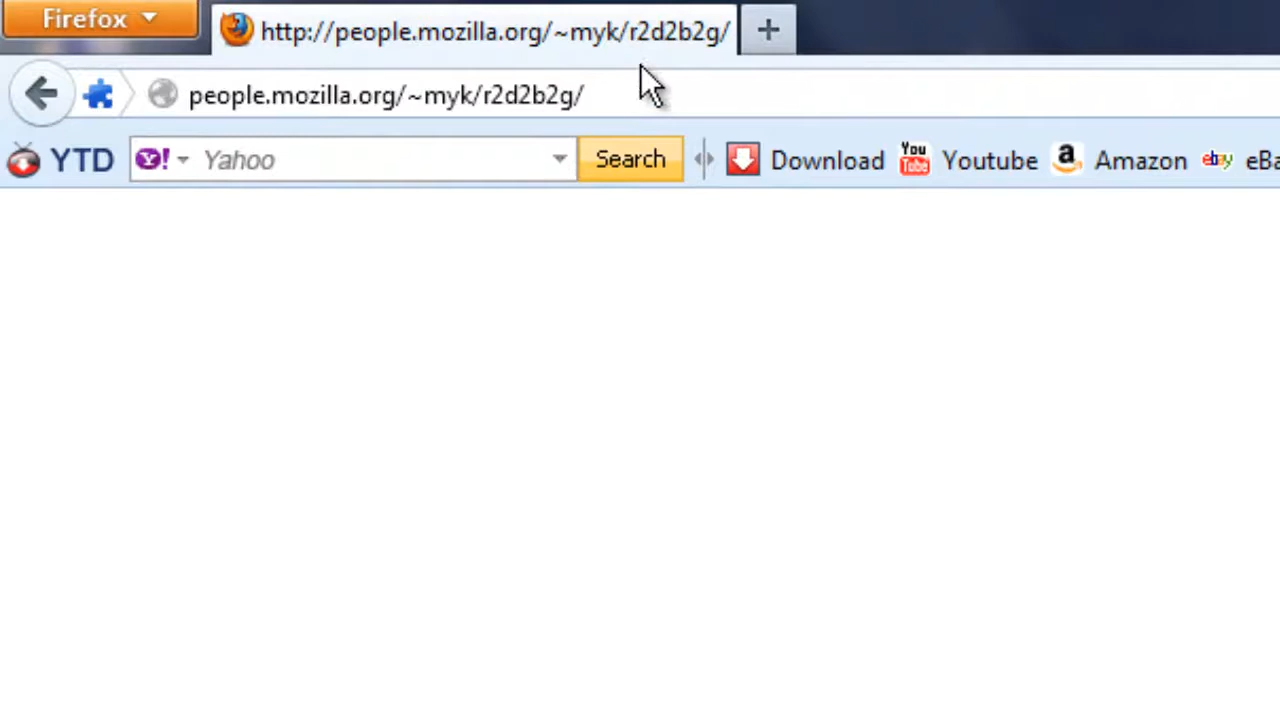 Firefox
http://people.mozilla.org/~myk/r2d2b2g/
people.mozilla.org/~myk/r2d2b2g/
YTD Y! Yahoo Search Download You Tube Youtube a Amazon ebay eBa